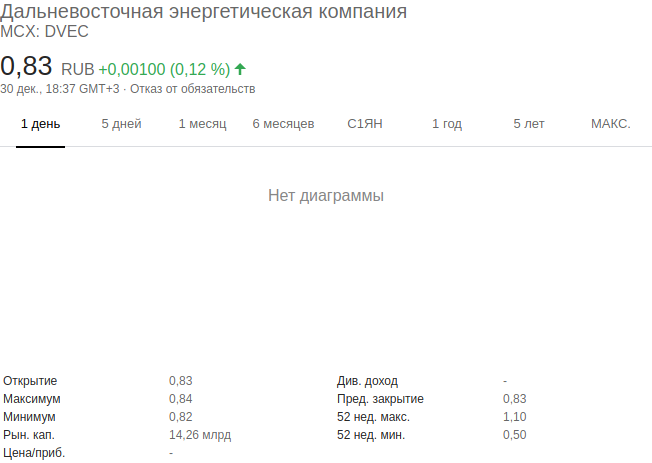 Дальневосточная энергетическая компания
MCX: DVEC
0,83 RUB +0,00100 (0,12 %)
30 дек., 18:37 GMT+3 · Отказ от обязательств
1 день 5 дней 1 месяц 6 месяцев С1ЯН 1 год 5 лет МАКС.
Нет диаграммы
Открытие 0,83 Див. доход -
Максимум 0,84 Пред. закрытие 0,83
Минимум 0,82 52 нед. макс. 1,10
Рын. кап. 14,26 млрд 52 нед. мин. 0,50
Цена/приб. -